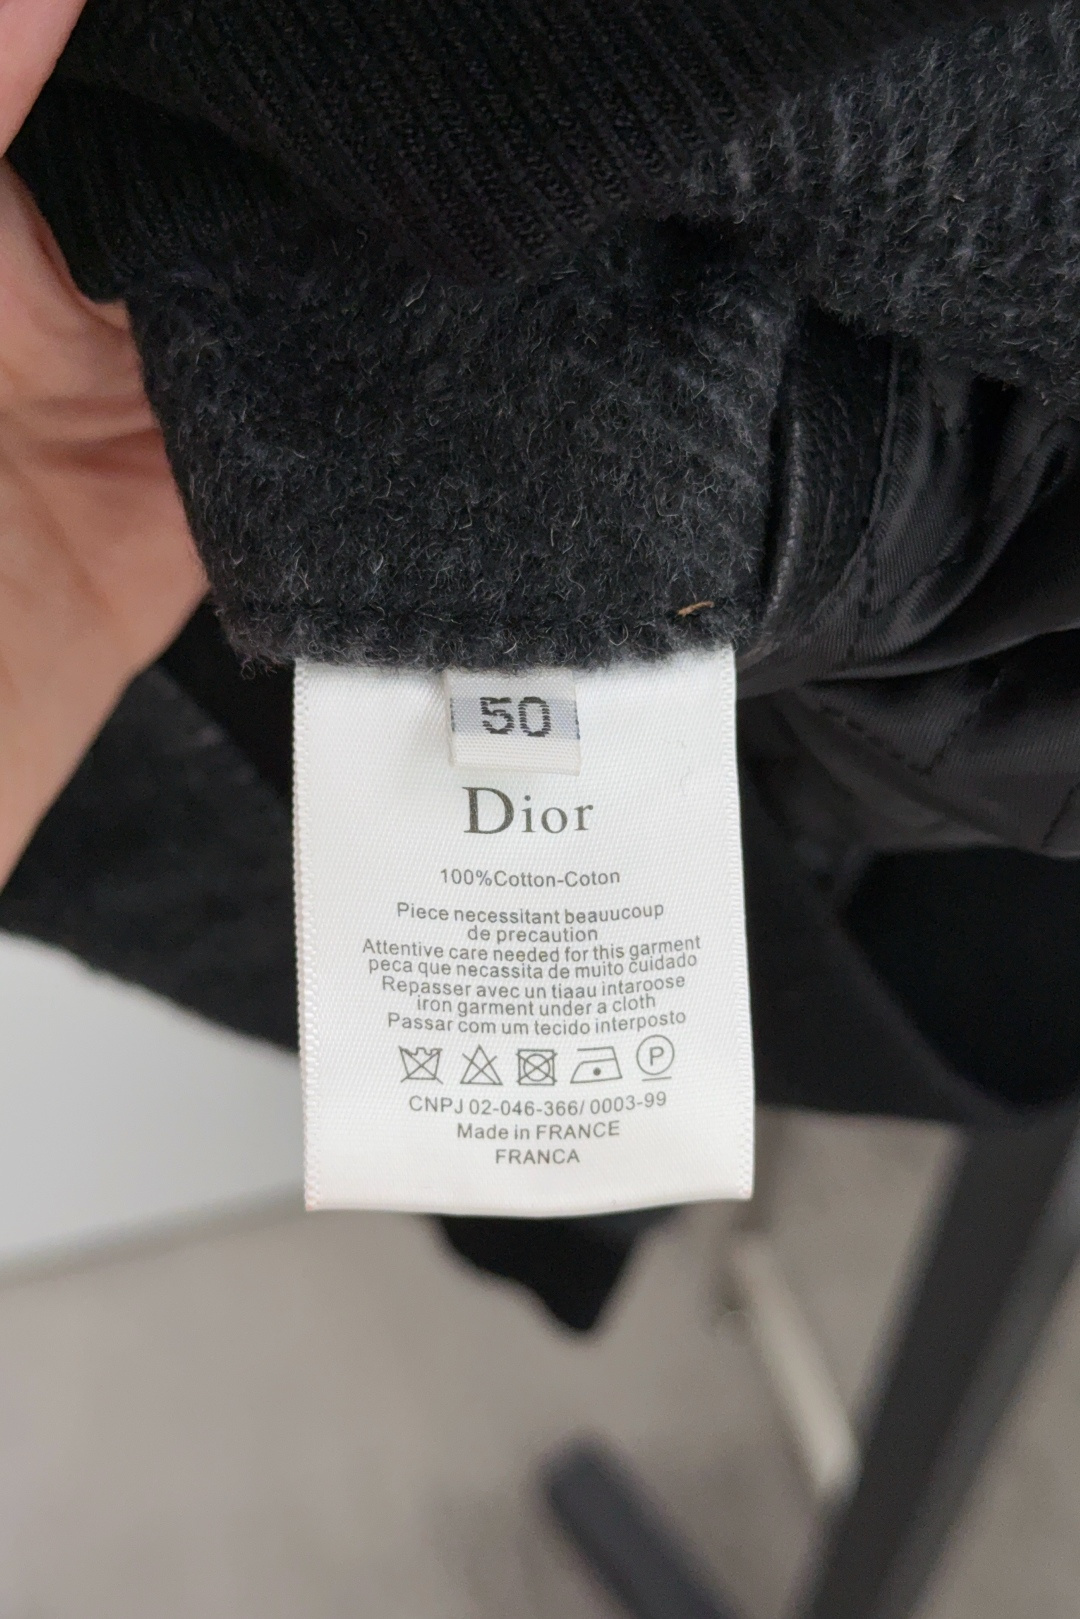 50
Dior
100%Cotton-Coton
Piece necessitant beauucoup
de precaution
Attentive care needed for this garment
peca que necassita de muito cuidado
Repasser avec un tiaau intaroose
iron garment under a cloth
Passar com um tecido interposto
P
CNPJ 02-046-366/ 0003-99
Made in FRANCE
FRANCA